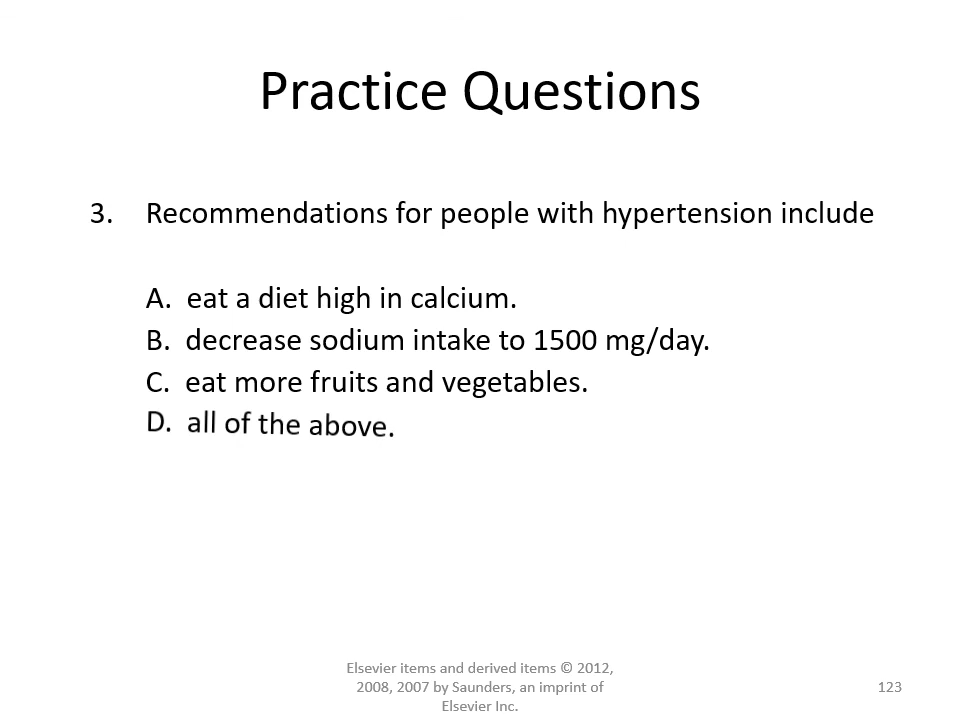 Practice Questions
3. Recommendations for people with hypertension include
A. eat a diet high in calcium.
B. decrease sodium intake to 1500 mg/day.
C. eat more fruits and vegetables.
D. all of the above.
Elsevier items and derived items © 2012,
2008, 2007 by Saunders, an imprint of
Elsevier Inc.
123